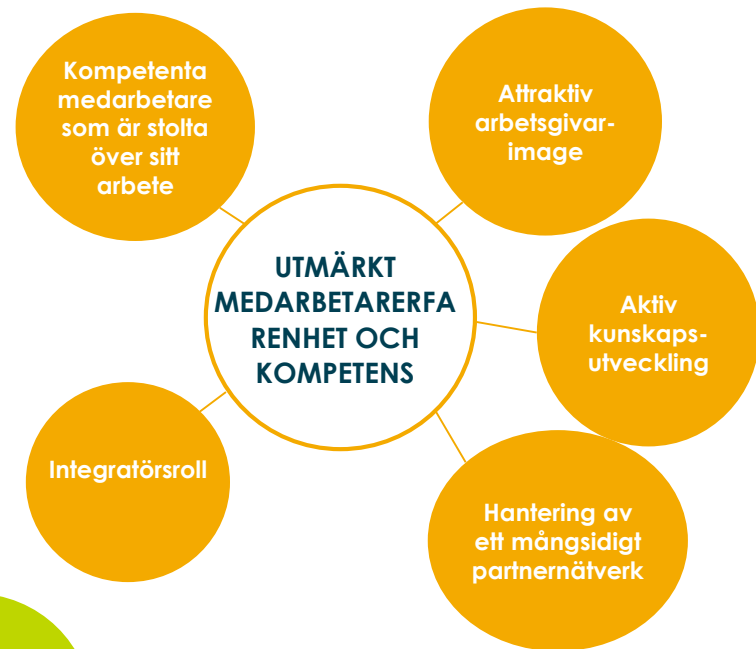 Kompetenta
medarbetare
som är stolta
över sitt
arbete
Attraktiv
arbetsgivar-
image
UTMÄRKT
MEDARBETARERFA
RENHET OCH
KOMPETENS
Aktiv
kunskaps-
utveckling
Integratörsroll
Hantering av
ett mångsidigt
partnernätverk